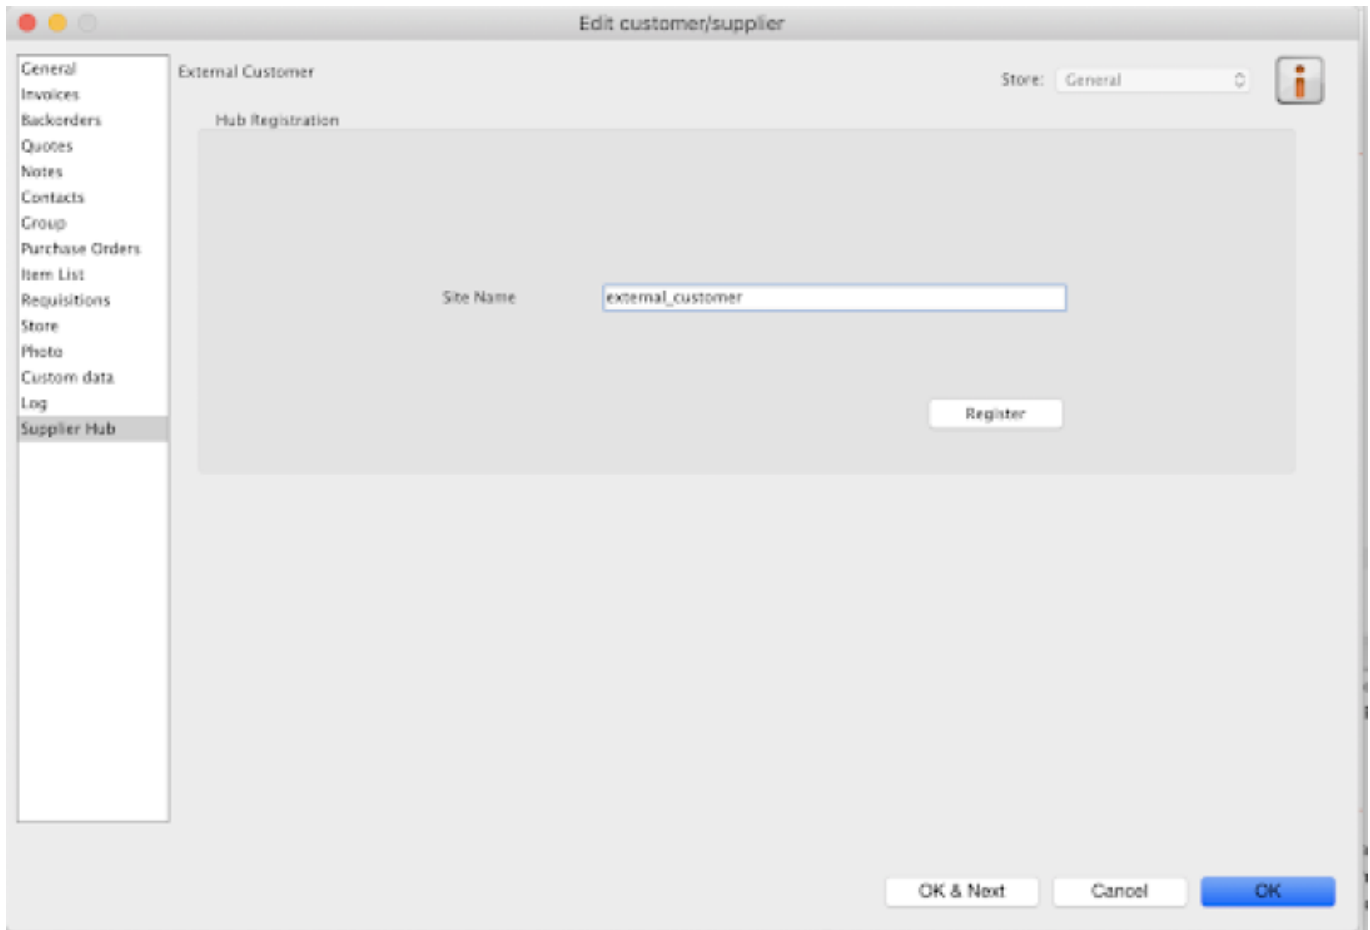 Edit customer/supplier
General
Invoices
Backorders
Quotes
Notes
Contacts
Group
Purchase Orders
Item List
Requisitions
Store
Photo
Custom data
Log
Supplier Hub
External Customer
Store: General
Hub Registration
Site Name external_customer
Register
OK & Next Cancel OK